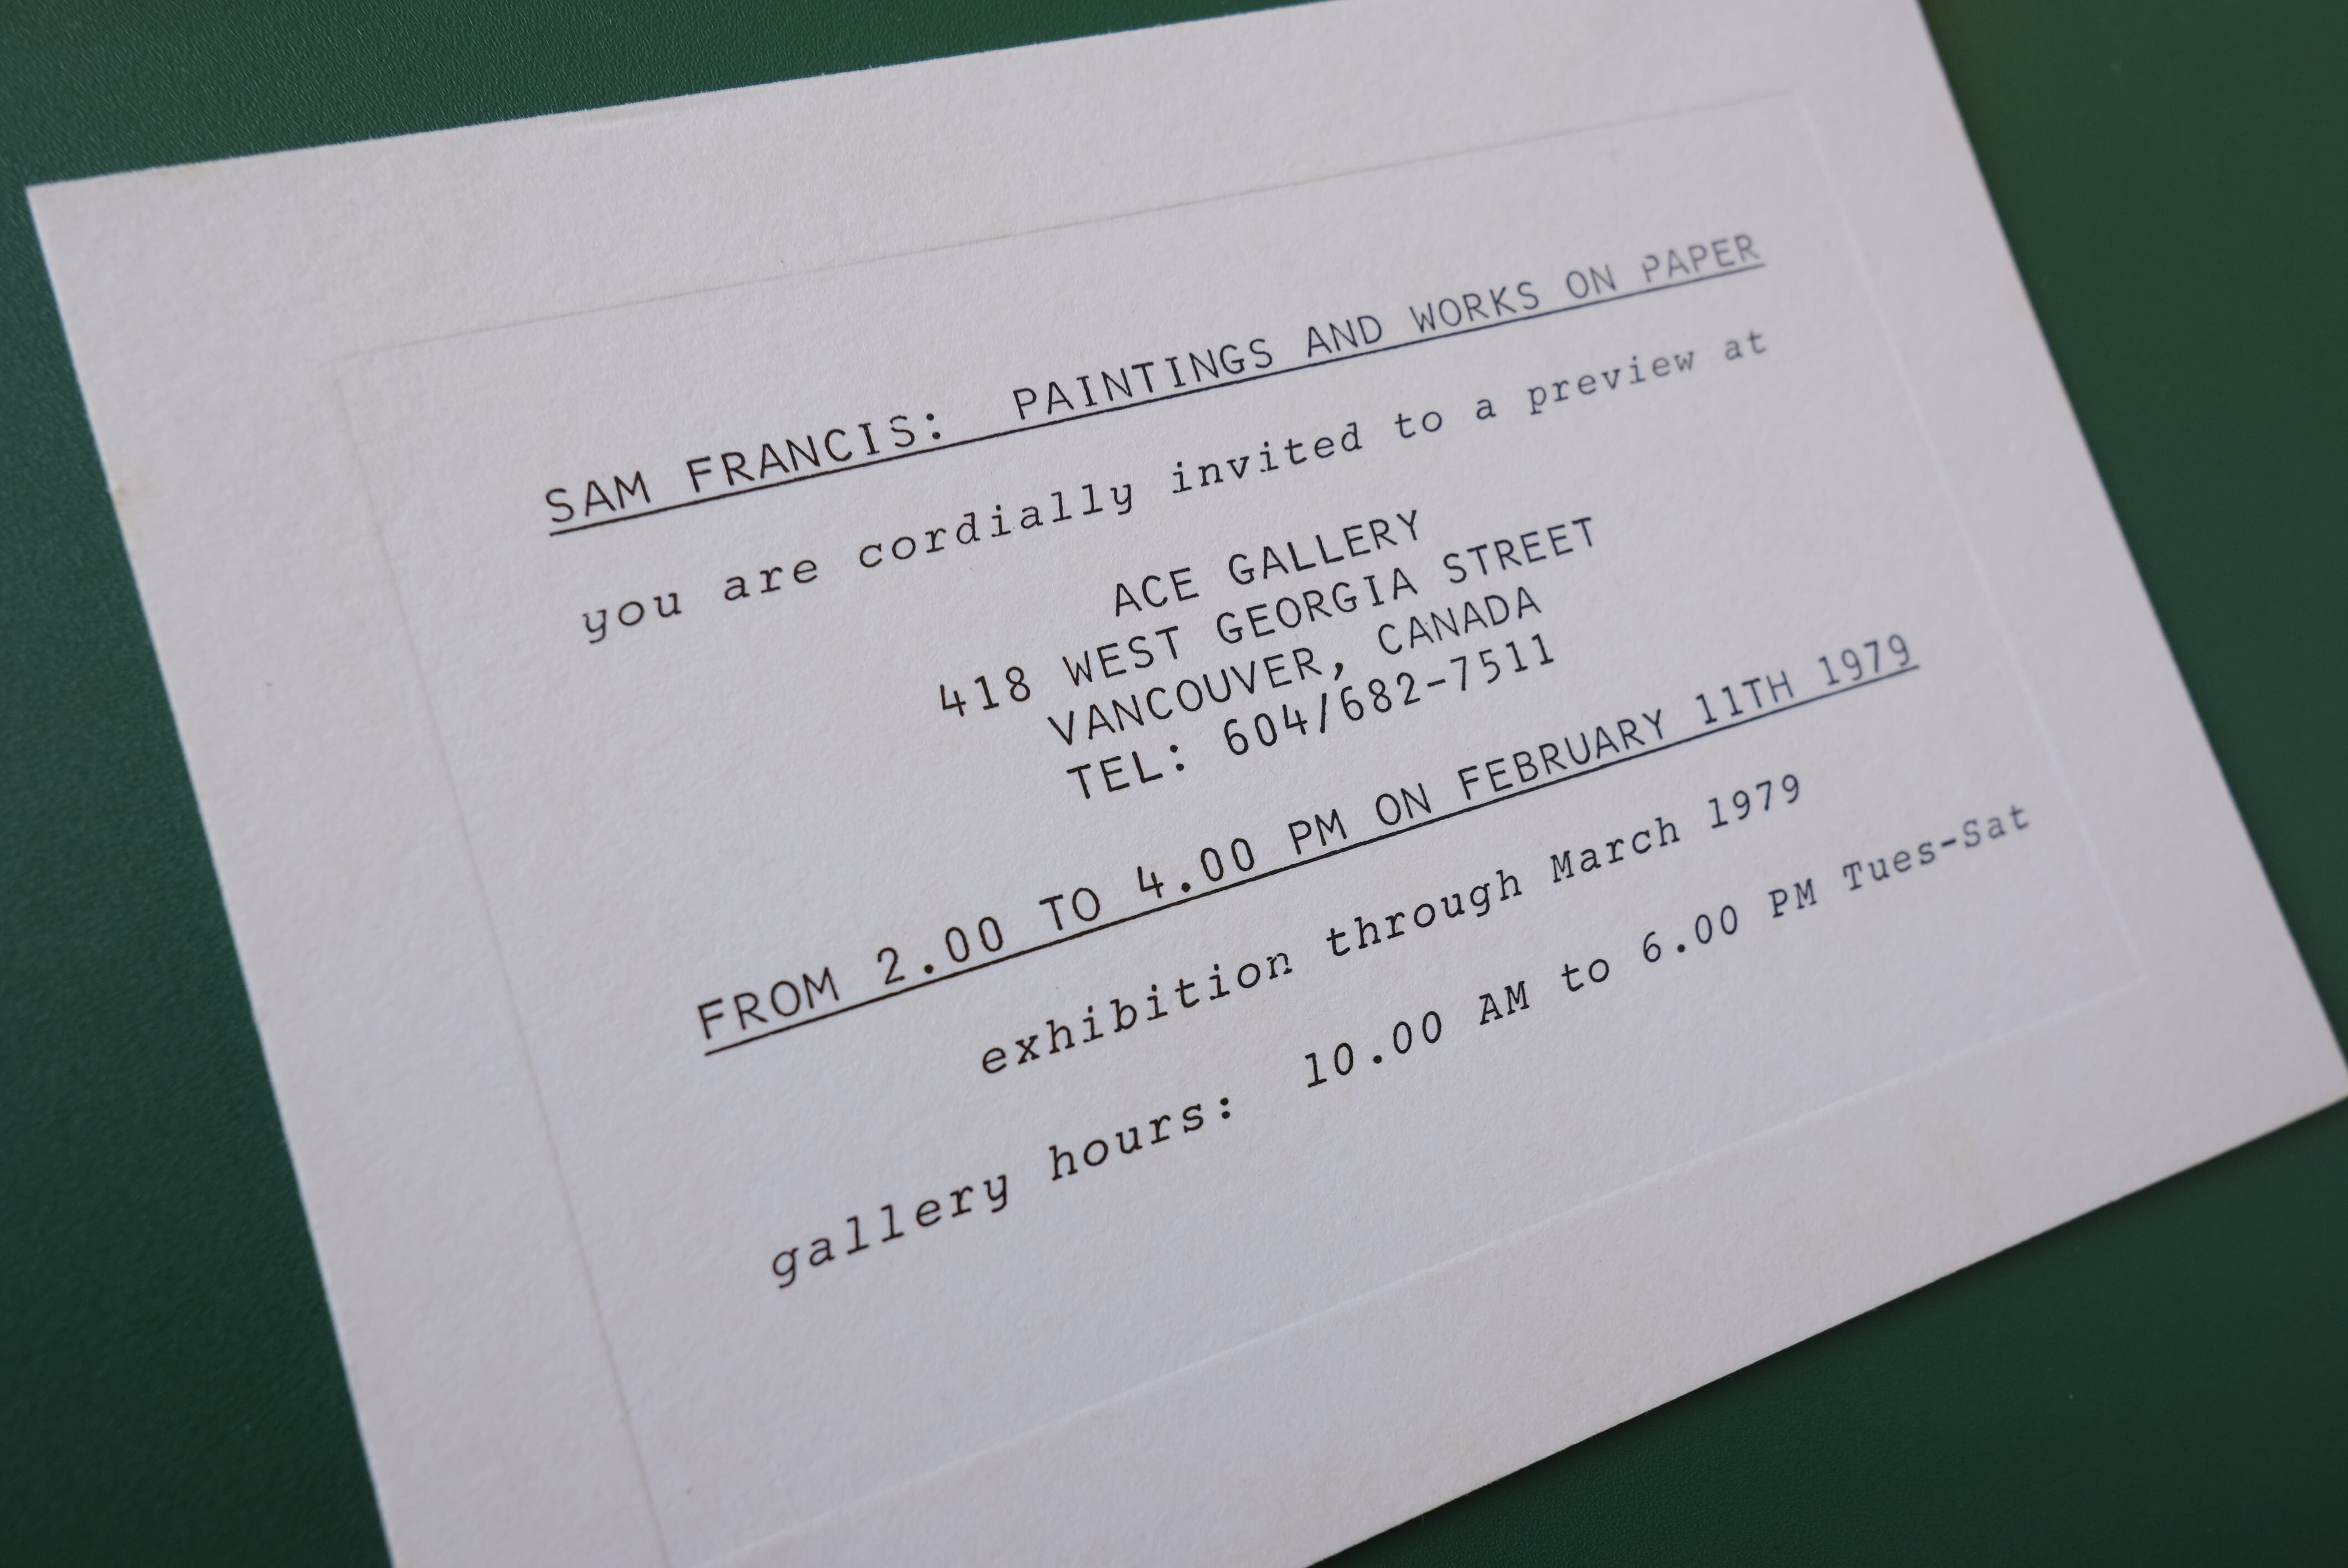 SAM FRANCIS:  PAINTINGS AND WORKS ON PAPER
you are cordially invited to a preview at
ACE GALLERY
418 WEST GEORGIA STREET
VANCOUVER, CANADA
TEL: 604/682-7511
FROM 2.00 TO 4.00 PM ON FEBRUARY 11TH 1979
exhibition through March 1979
gallery hours:  10.00 AM to 6.00 PM Tues-Sat